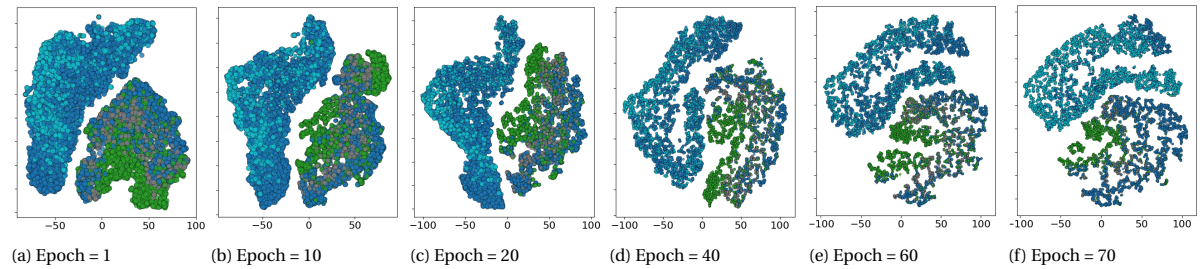 −50 0 50 100
−50 0 50 100
−50 0 50 100
−100 −50 0 50 100
−100 −50 0 50 100
−100 −50 0 50 100
(a) Epoch = 1
(b) Epoch = 10
(c) Epoch = 20
(d) Epoch = 40
(e) Epoch = 60
(f) Epoch = 70